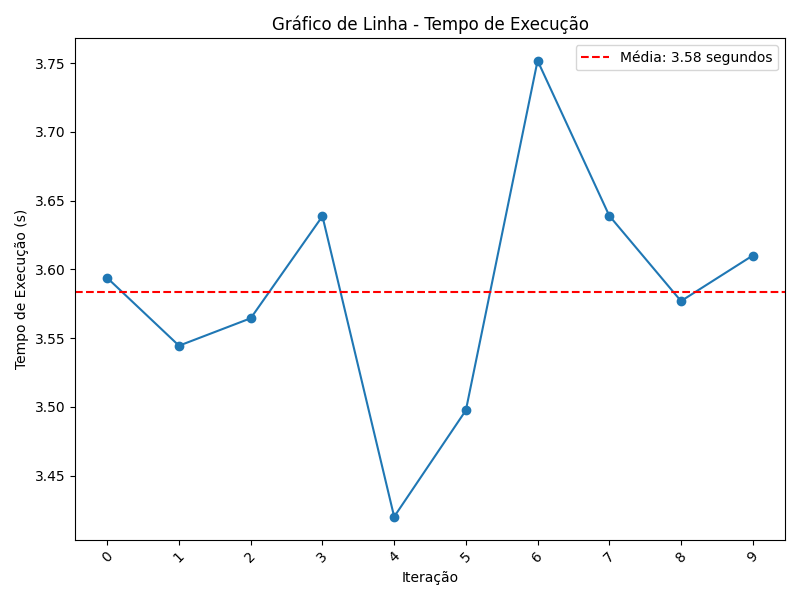 Gráfico de Linha - Tempo de Execução
Média: 3.58 segundos
3.75
3.70
3.65
3.60
3.55
3.50
3.45
Tempo de Execução (s)
0 1 2 3 4 5 6 7 8 9
Iteração